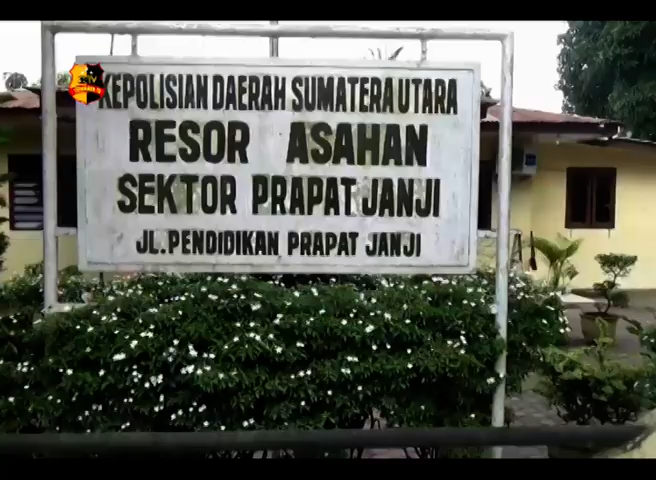 KEPOLISIAN DAERAH SUMATERA UTARA
RESOR ASAHAN
SEKTOR PRAPAT JANJI
JL. PENDIDIKAN PRAPAT JANJI